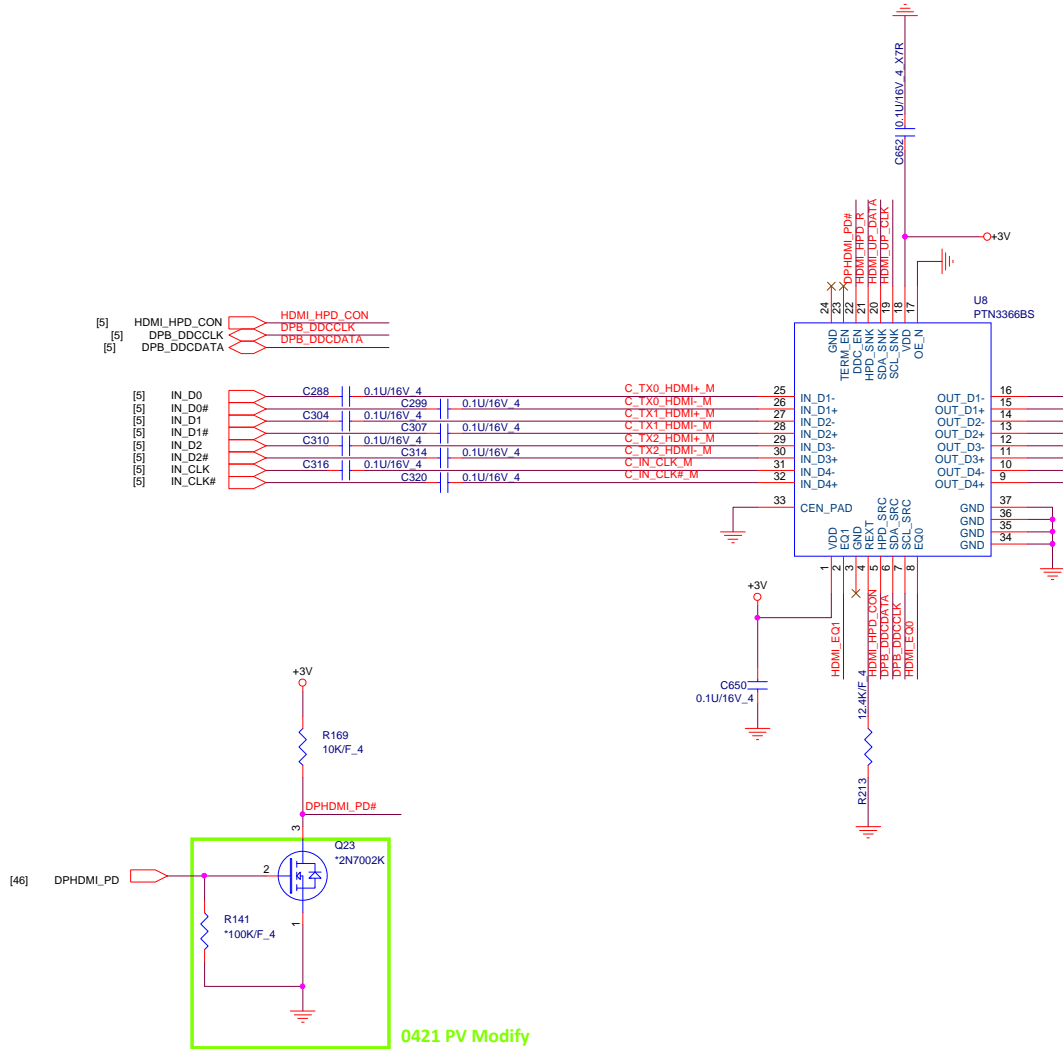 C652
0.1U/16V_4_X7R
+3V
DPHDMI_PD#
HDMI_HPD_R
HDMI_UP_DATA
HDMI_UP_CLK
24
23
22
21
20
19
18
17
U8
PTN3366BS
GND
TERM_EN
DDC_EN
HPD_SNK
SDA_SNK
SCL_SNK
VDD
OE_N
[5] HDMI_HPD_CON HDMI_HPD_CON
[5] DPB_DDCCLK DPB_DDCCLK
[5] DPB_DDCDATA DPB_DDCDATA
[5] IN_D0 C288 0.1U/16V_4 C_TX0_HDMI+_M 25 IN_D1- OUT_D1- 16
[5] IN_D0# C299 0.1U/16V_4 C_TX0_HDMI-_M 26 IN_D1+ OUT_D1+ 15
[5] IN_D1 C304 0.1U/16V_4 C_TX1_HDMI+_M 27 IN_D2- OUT_D2- 14
[5] IN_D1# C307 0.1U/16V_4 C_TX1_HDMI-_M 28 IN_D2+ OUT_D2+ 13
[5] IN_D2 C310 0.1U/16V_4 C_TX2_HDMI+_M 29 IN_D3- OUT_D3- 12
[5] IN_D2# C314 0.1U/16V_4 C_TX2_HDMI-_M 30 IN_D3+ OUT_D3+ 11
[5] IN_CLK C316 0.1U/16V_4 C_IN_CLK_M 31 IN_D4- OUT_D4- 10
[5] IN_CLK# C320 0.1U/16V_4 C_IN_CLK#_M 32 IN_D4+ OUT_D4+ 9
33 CEN_PAD GND 37
GND 36
GND 35
GND 34
VDD
EQ1
GND
REXT
HPD_SRC
SDA_SRC
SCL_SRC
EQ0
1
2
3
4
5
6
7
8
+3V
HDMI_EQ1
HDMI_HPD_CON
DPB_DDCDATA
DPB_DDCCLK
HDMI_EQ0
C650
0.1U/16V_4
12.4K/F_4
R213
+3V
R169
10K/F_4
DPHDMI_PD#
3
Q23
*2N7002K
2
1
[46] DPHDMI_PD
R141
*100K/F_4
0421 PV Modify